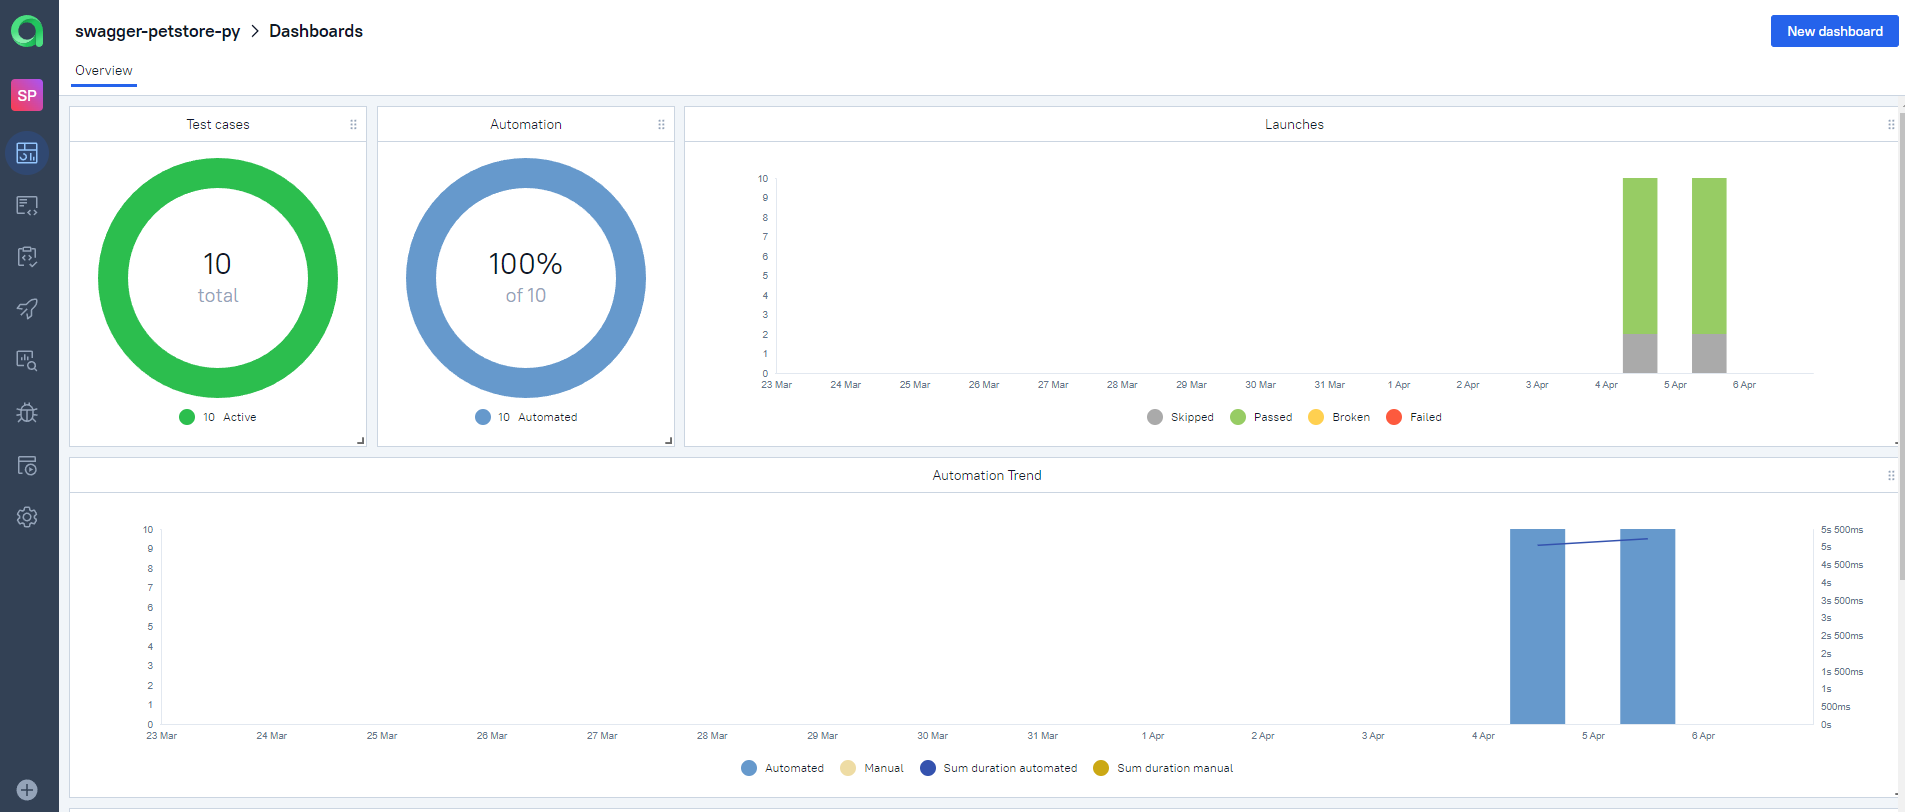 swagger-petstore-py > Dashboards
New dashboard
Overview
SP
Test cases
10
total
10 Active
Automation
100%
of 10
10 Automated
Launches
10
9
8
7
6
5
4
3
2
1
0
23 Mar 24 Mar 25 Mar 26 Mar 27 Mar 28 Mar 29 Mar 30 Mar 31 Mar 1 Apr 2 Apr 3 Apr 4 Apr 5 Apr 6 Apr
Skipped Passed Broken Failed
Automation Trend
10
9
8
7
6
5
4
3
2
1
0
5s 500ms
5s
4s 500ms
4s
3s 500ms
3s
2s 500ms
2s
1s 500ms
1s
500ms
0s
23 Mar 24 Mar 25 Mar 26 Mar 27 Mar 28 Mar 29 Mar 30 Mar 31 Mar 1 Apr 2 Apr 3 Apr 4 Apr 5 Apr 6 Apr
Automated Manual Sum duration automated Sum duration manual